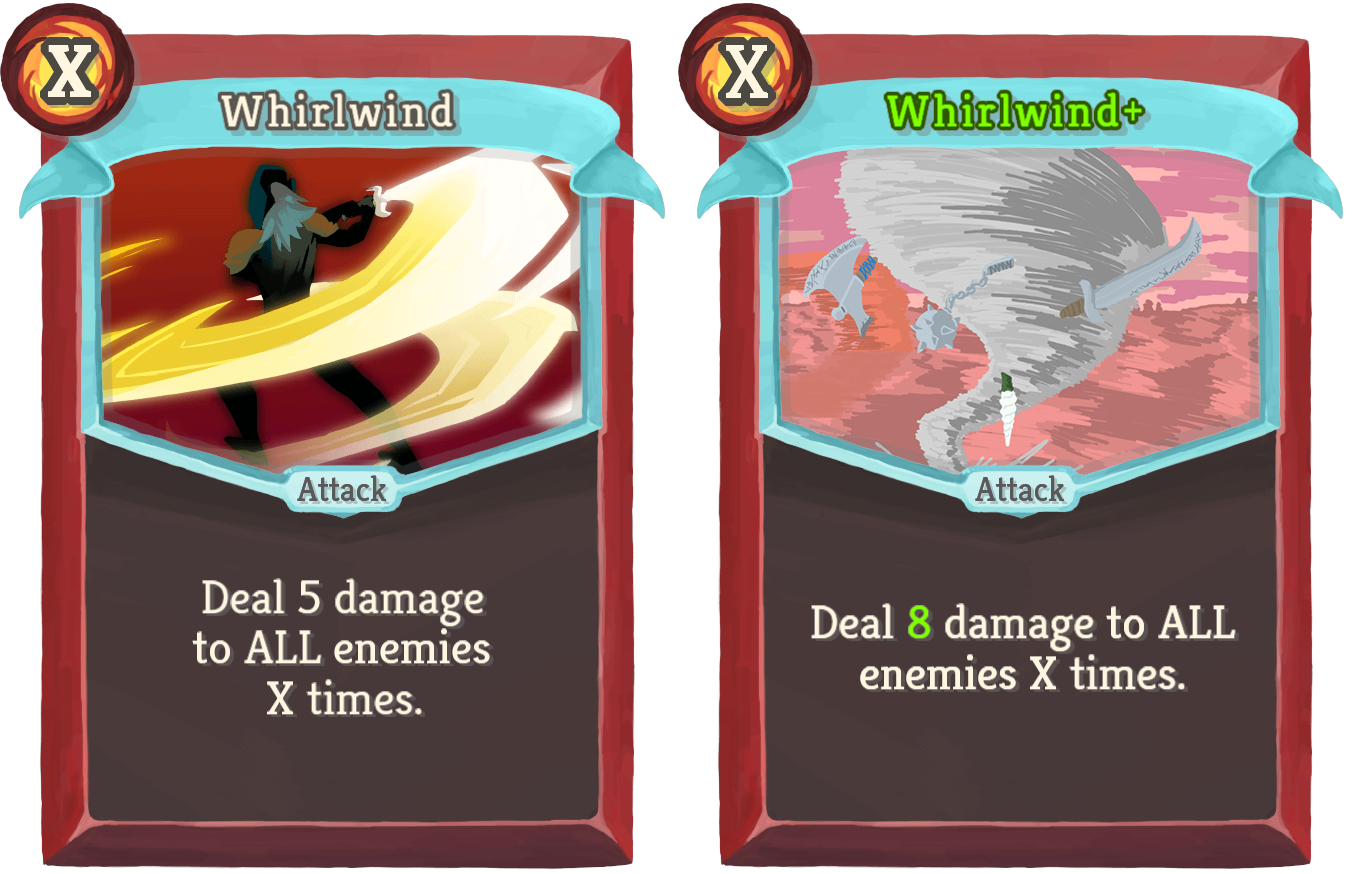 X
Whirlwind
Attack
Deal 5 damage
to ALL enemies
X times.
X
Whirlwind+
Attack
Deal 8 damage to ALL
enemies X times.